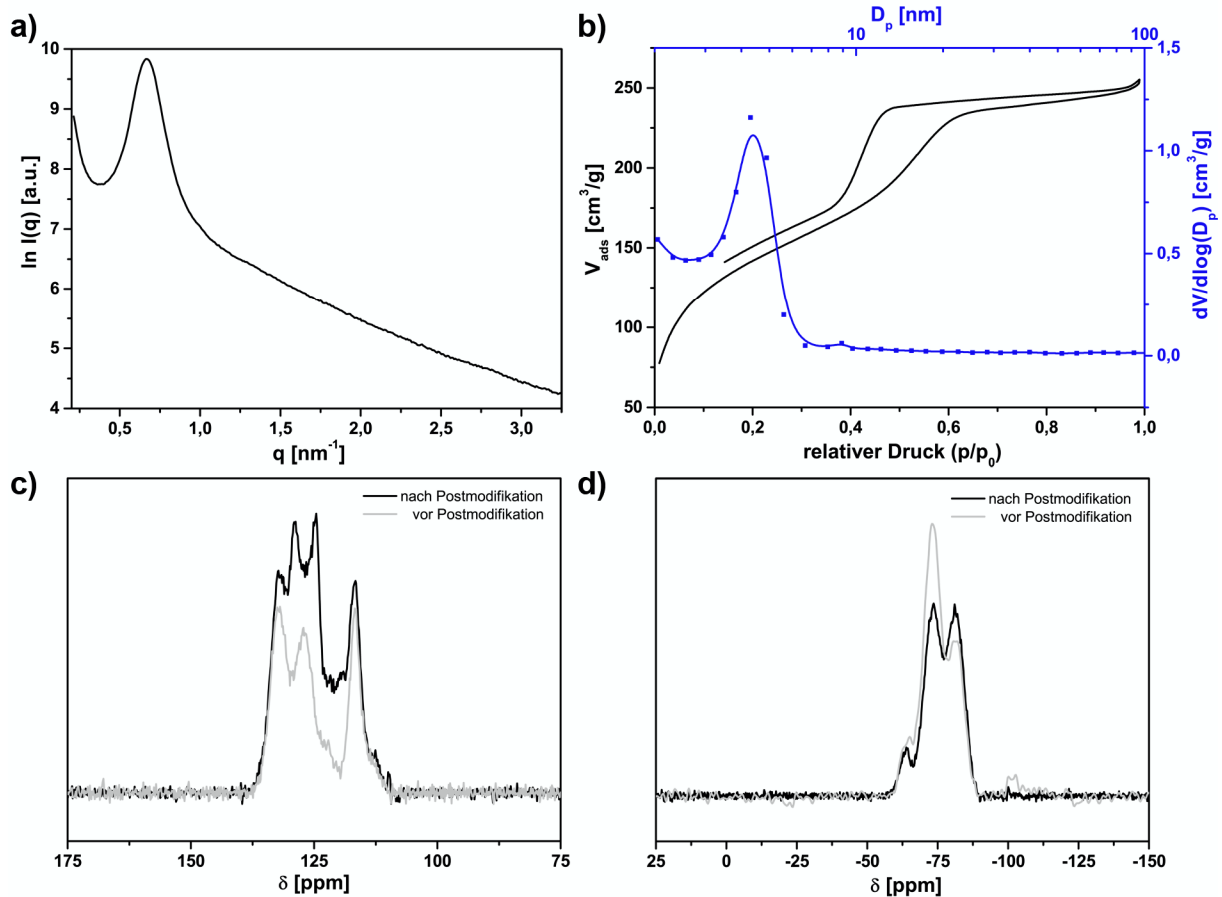 a)
10
9
8
7
6
5
4
ln I(q) [a.u.]
0,5
1,0
1,5
2,0
2,5
3,0
q [nm⁻¹]
b)
Dₚ [nm]
10
100
250
200
150
100
50
V_ads [cm³/g]
1,5
1,0
0,5
0,0
dV/dlog(Dₚ) [cm³/g]
0,0
0,2
0,4
0,6
0,8
1,0
relativer Druck (p/p₀)
c)
nach Postmodifikation
vor Postmodifikation
175
150
125
100
75
δ [ppm]
d)
nach Postmodifikation
vor Postmodifikation
25
0
-25
-50
-75
-100
-125
-150
δ [ppm]